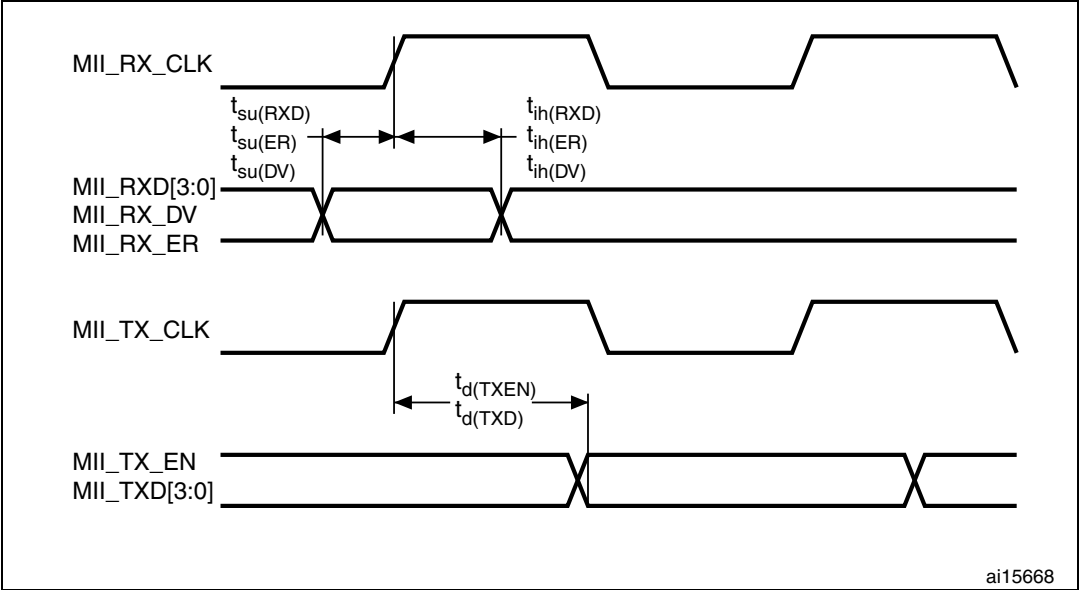 MII_RX_CLK
tsu(RXD)
tsu(ER)
tsu(DV)
tih(RXD)
tih(ER)
tih(DV)
MII_RXD[3:0]
MII_RX_DV
MII_RX_ER
MII_TX_CLK
td(TXEN)
td(TXD)
MII_TX_EN
MII_TXD[3:0]
ai15668